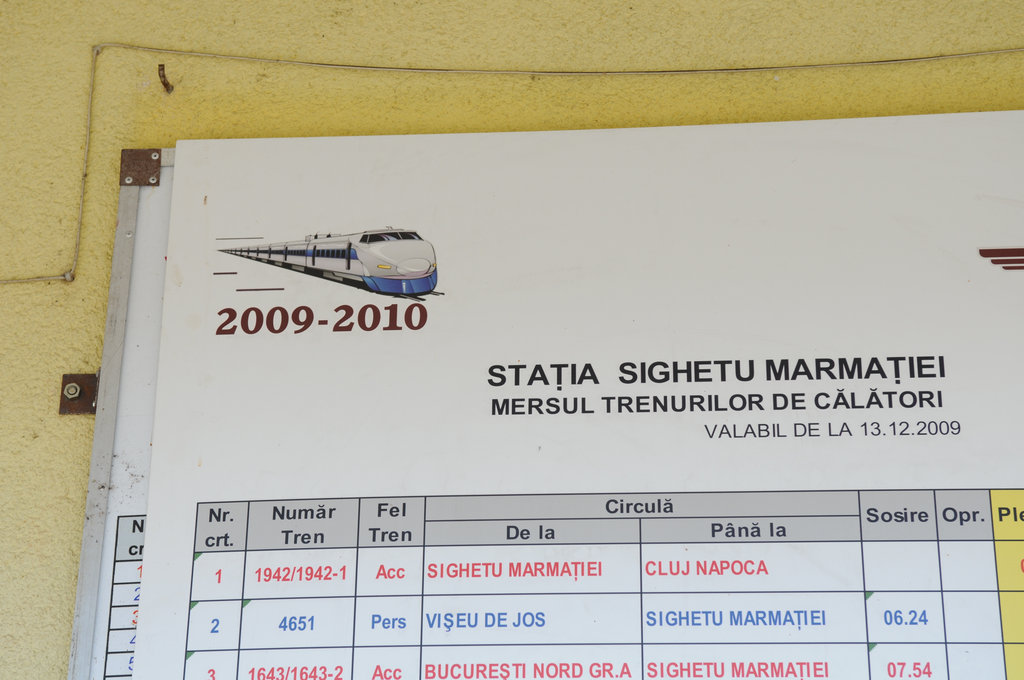 2009-2010
STAȚIA SIGHETU MARMAȚIEI
MERSUL TRENURILOR DE CĂLĂTORI
VALABIL DE LA 13.12.2009
Nr. crt. Număr Tren Fel Tren Circulă De la Până la Sosire Opr.
1 1942/1942-1 Acc SIGHETU MARMAȚIEI CLUJ NAPOCA
2 4651 Pers VIŞEU DE JOS SIGHETU MARMAȚIEI 06.24
3 1643/1643-2 Acc BUCUREŞTI NORD GR.A SIGHETU MARMAȚIEI 07.54